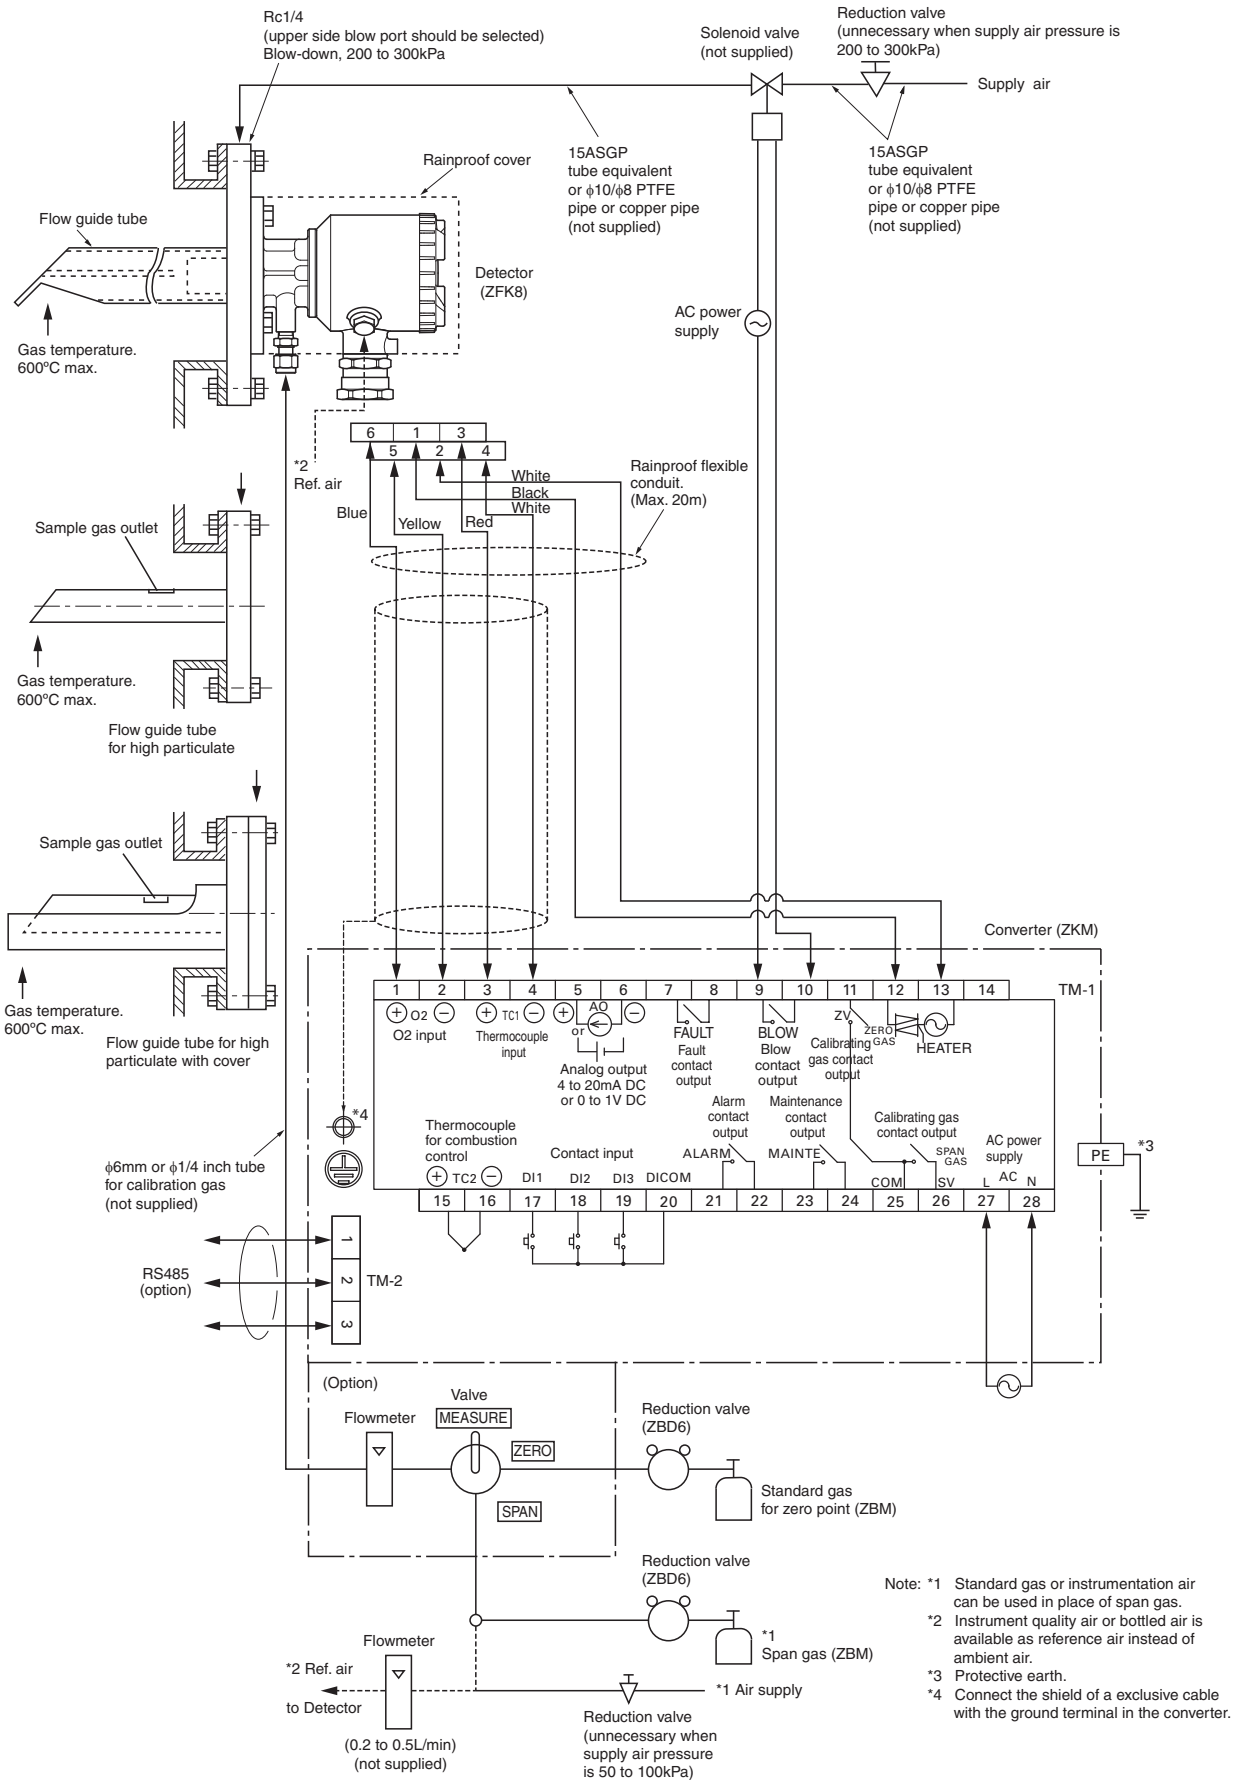 Rc1/4
(upper side blow port should be selected)
Blow-down, 200 to 300kPa
Solenoid valve
(not supplied)
Reduction valve
(unnecessary when supply air pressure is
200 to 300kPa)
Supply air
15ASGP
tube equivalent
or ϕ10/ϕ8 PTFE
pipe or copper pipe
(not supplied)
15ASGP
tube equivalent
or ϕ10/ϕ8 PTFE
pipe or copper pipe
(not supplied)
Rainproof cover
Flow guide tube
Detector
(ZFK8)
AC power
supply
Gas temperature.
600°C max.
6 1 3
5 2 4
*2
Ref. air
White
Black
White
Blue
Yellow
Red
Rainproof flexible
conduit.
(Max. 20m)
Sample gas outlet
Gas temperature.
600°C max.
Flow guide tube
for high particulate
Sample gas outlet
Gas temperature.
600°C max.
Flow guide tube for high
particulate with cover
Converter (ZKM)
1 2 3 4 5 6 7 8 9 10 11 12 13 14
TM-1
+ O2 −
O2 input
+ TC1 −
Thermocouple
input
+ AO −
or
Analog output
4 to 20mA DC
or 0 to 1V DC
FAULT
Fault
contact
output
BLOW
Blow
contact
output
ZV
ZERO
GAS
Calibrating
gas contact
output
HEATER
*4
Thermocouple
for combustion
control
+ TC2 −
Contact input
DI1 DI2 DI3 DICOM
Alarm
contact
output
ALARM
Maintenance
contact
output
MAINTE
Calibrating gas
contact output
SPAN
GAS
COM
SV
AC power
supply
L AC N
PE
*3
15 16 17 18 19 20 21 22 23 24 25 26 27 28
ϕ6mm or ϕ1/4 inch tube
for calibration gas
(not supplied)
RS485
(option)
1
2
3
TM-2
(Option)
Valve
Flowmeter
MEASURE
ZERO
SPAN
Reduction valve
(ZBD6)
Standard gas
for zero point (ZBM)
Reduction valve
(ZBD6)
*1
Span gas (ZBM)
Flowmeter
*2 Ref. air
to Detector
(0.2 to 0.5L/min)
(not supplied)
*1 Air supply
Reduction valve
(unnecessary when
supply air pressure
is 50 to 100kPa)
Note: *1 Standard gas or instrumentation air
can be used in place of span gas.
*2 Instrument quality air or bottled air is
available as reference air instead of
ambient air.
*3 Protective earth.
*4 Connect the shield of a exclusive cable
with the ground terminal in the converter.